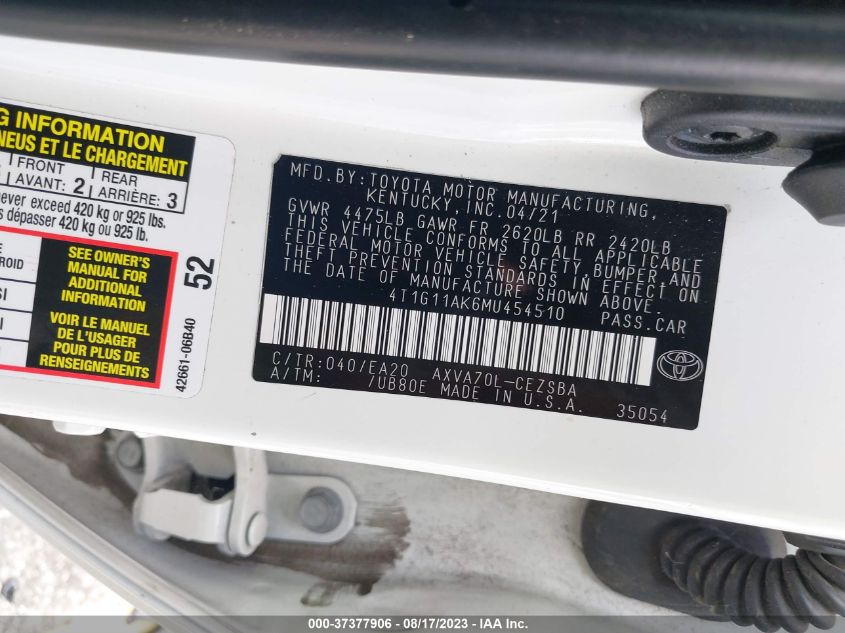 G INFORMATION
NEUS ET LE CHARGEMENT
FRONT
AVANT: 2
REAR
ARRIÈRE: 3
never exceed 420 kg or 925 lbs.
s dépasser 420 kg ou 925 lb.
E
ROID
SI
SI
SEE OWNER'S
MANUAL FOR
ADDITIONAL
INFORMATION
VOIR LE MANUEL
DE L'USAGER
POUR PLUS DE
RENSEIGNEMENTS
52
42661-06B40
MFD.BY:TOYOTA MOTOR MANUFACTURING,
KENTUCKY, INC.04/21
GVWR 4475LB GAWR FR 2620LB RR 2420LB
THIS VEHICLE CONFORMS TO ALL APPLICABLE
FEDERAL MOTOR VEHICLE SAFETY, BUMPER AND
THEFT PREVENTION STANDARDS IN EFFECT ON
THE DATE OF MANUFACTURE SHOWN ABOVE.
4T1G11AK6MU454510 PASS.CAR
C/TR:040/EA20 AXVA70L-CEZSBA
A/TM: /UB80E MADE IN U.S.A.
35054
000-37377906 - 08/17/2023 - Copyright © IAA, Inc.